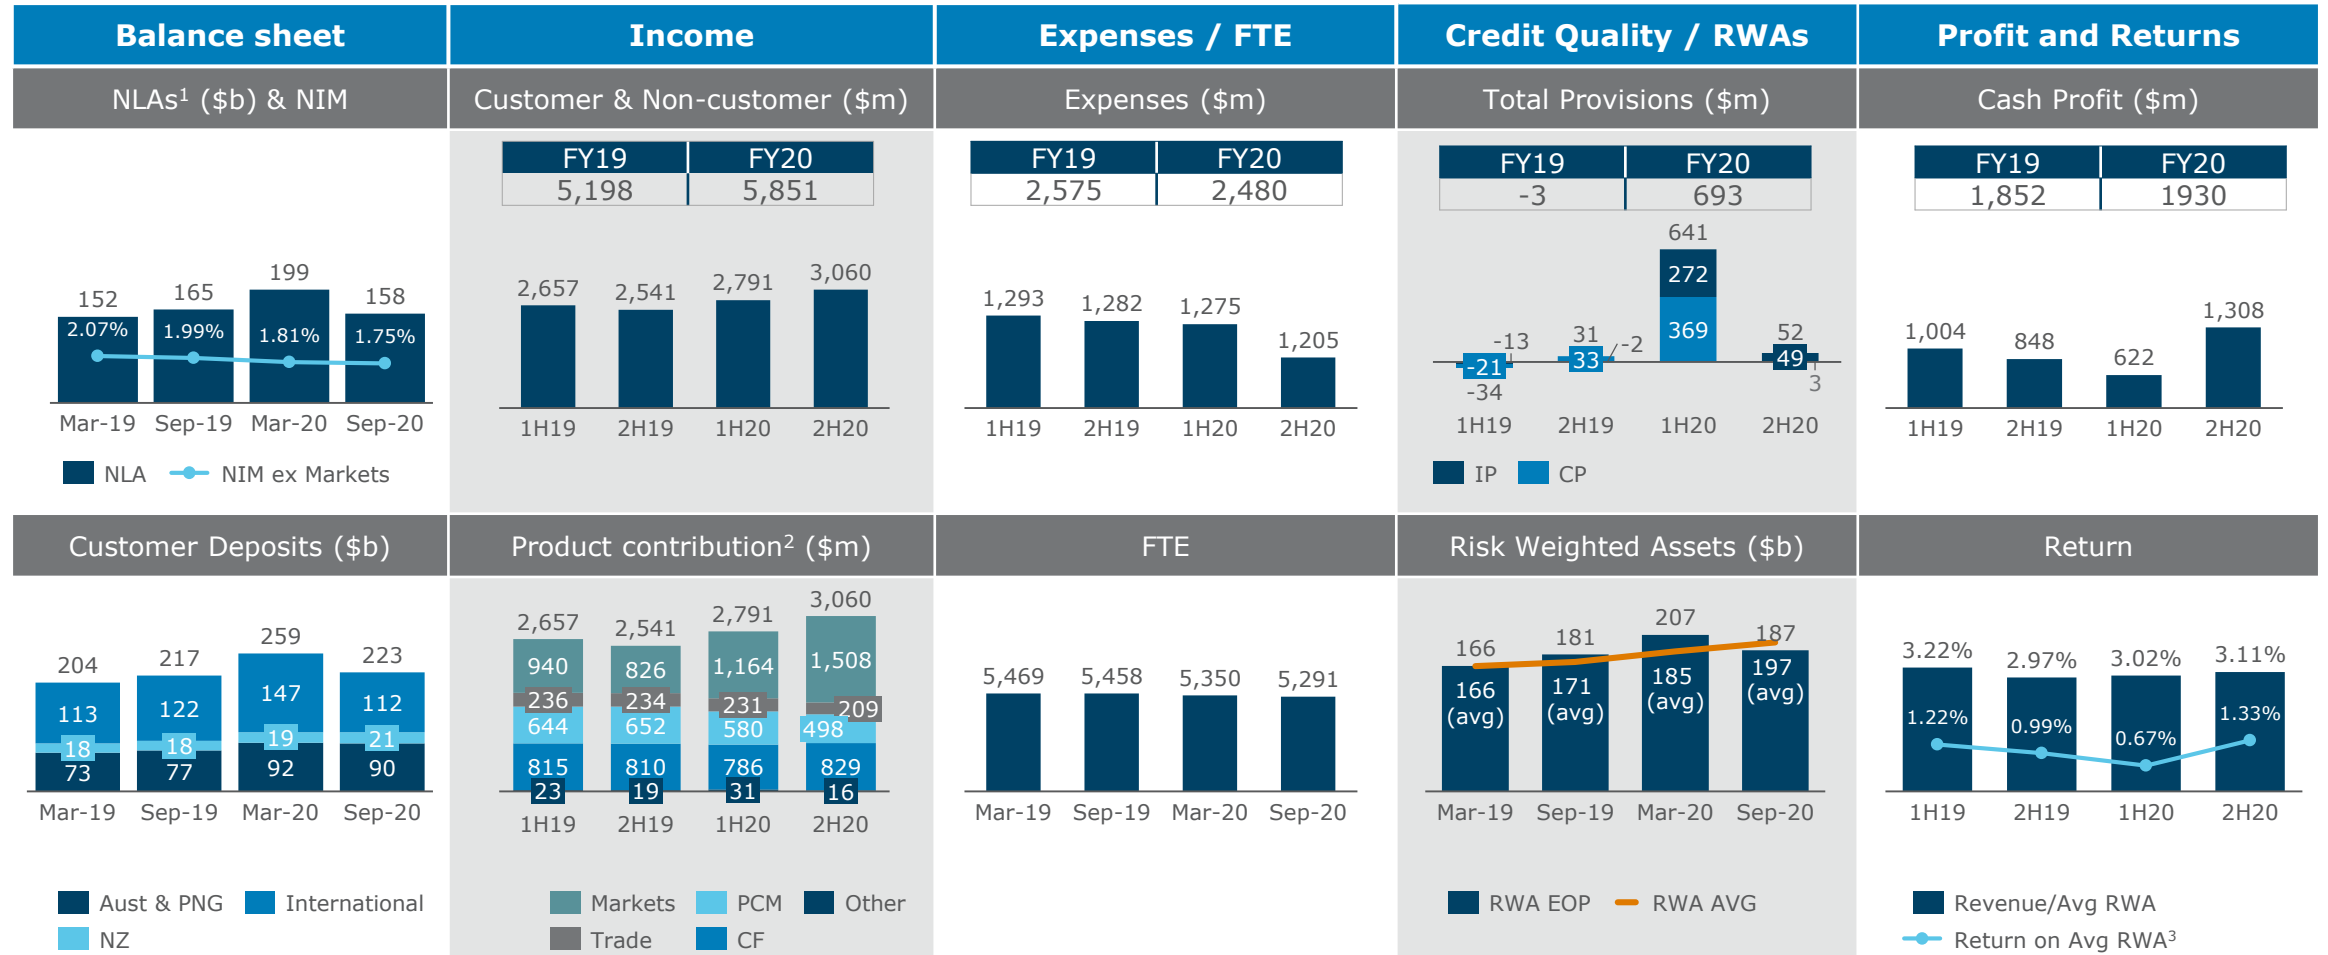 Balance sheet
Income
Expenses / FTE
Credit Quality / RWAs
Profit and Returns
NLAs¹ ($b) & NIM
Customer & Non-customer ($m)
Expenses ($m)
Total Provisions ($m)
Cash Profit ($m)
152 165 199 158
2.07% 1.99% 1.81% 1.75%
Mar-19 Sep-19 Mar-20 Sep-20
NLA NIM ex Markets
FY19 FY20
5,198 5,851
2,657 2,541 2,791 3,060
1H19 2H19 1H20 2H20
FY19 FY20
2,575 2,480
1,293 1,282 1,275 1,205
1H19 2H19 1H20 2H20
FY19 FY20
-3 693
641
272
-13 31 -2 369 52
-21 33 49
-34 3
1H19 2H19 1H20 2H20
IP CP
FY19 FY20
1,852 1930
1,004 848 622 1,308
1H19 2H19 1H20 2H20
Customer Deposits ($b)
Product contribution² ($m)
FTE
Risk Weighted Assets ($b)
Return
204 217 259 223
113 122 147 112
18 18 19 21
73 77 92 90
Mar-19 Sep-19 Mar-20 Sep-20
Aust & PNG International
NZ
2,657 2,541 2,791 3,060
940 826 1,164 1,508
236 234 231 209
644 652 580 498
815 810 786 829
23 19 31 16
1H19 2H19 1H20 2H20
Markets PCM Other
Trade CF
5,469 5,458 5,350 5,291
Mar-19 Sep-19 Mar-20 Sep-20
166 181 207 187
166 171 185 197
(avg) (avg) (avg) (avg)
Mar-19 Sep-19 Mar-20 Sep-20
RWA EOP RWA AVG
3.22% 2.97% 3.02% 3.11%
1.22% 0.99% 0.67% 1.33%
1H19 2H19 1H20 2H20
Revenue/Avg RWA
Return on Avg RWA³